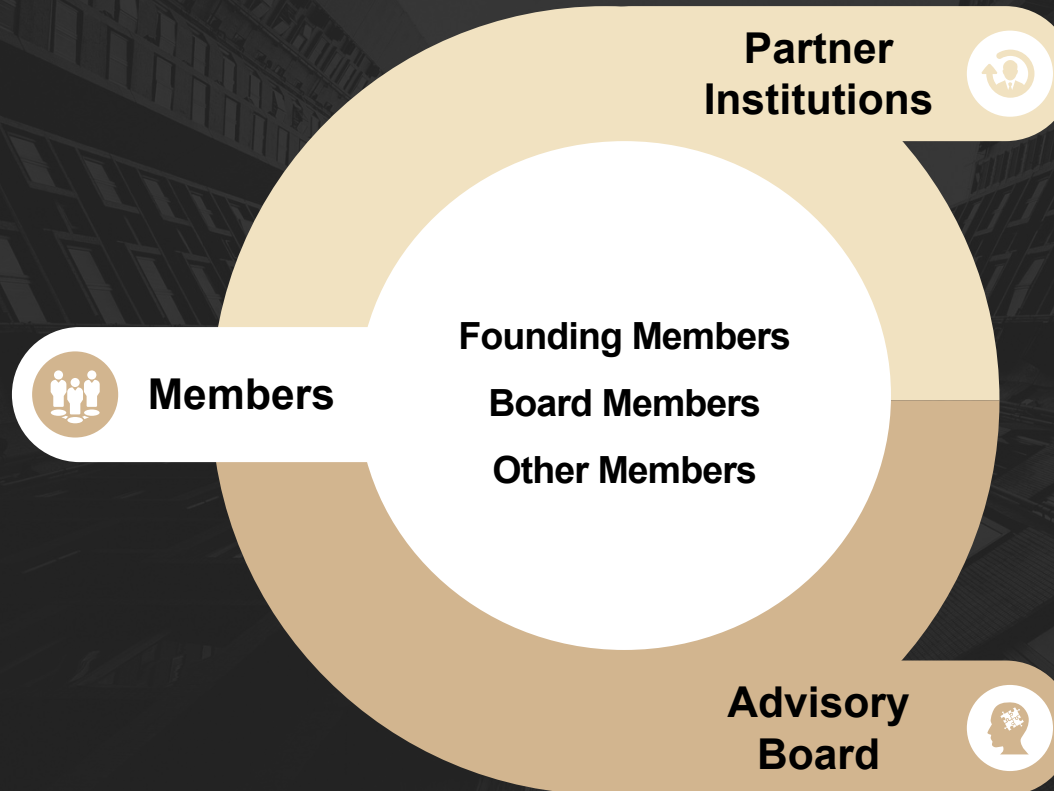 Partner
Institutions
Members
Founding Members
Board Members
Other Members
Advisory
Board